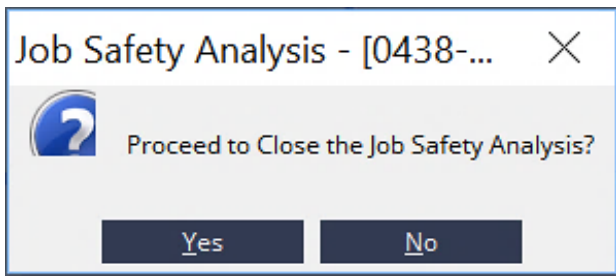 Job Safety Analysis - [0438-...
Proceed to Close the Job Safety Analysis?
Yes No